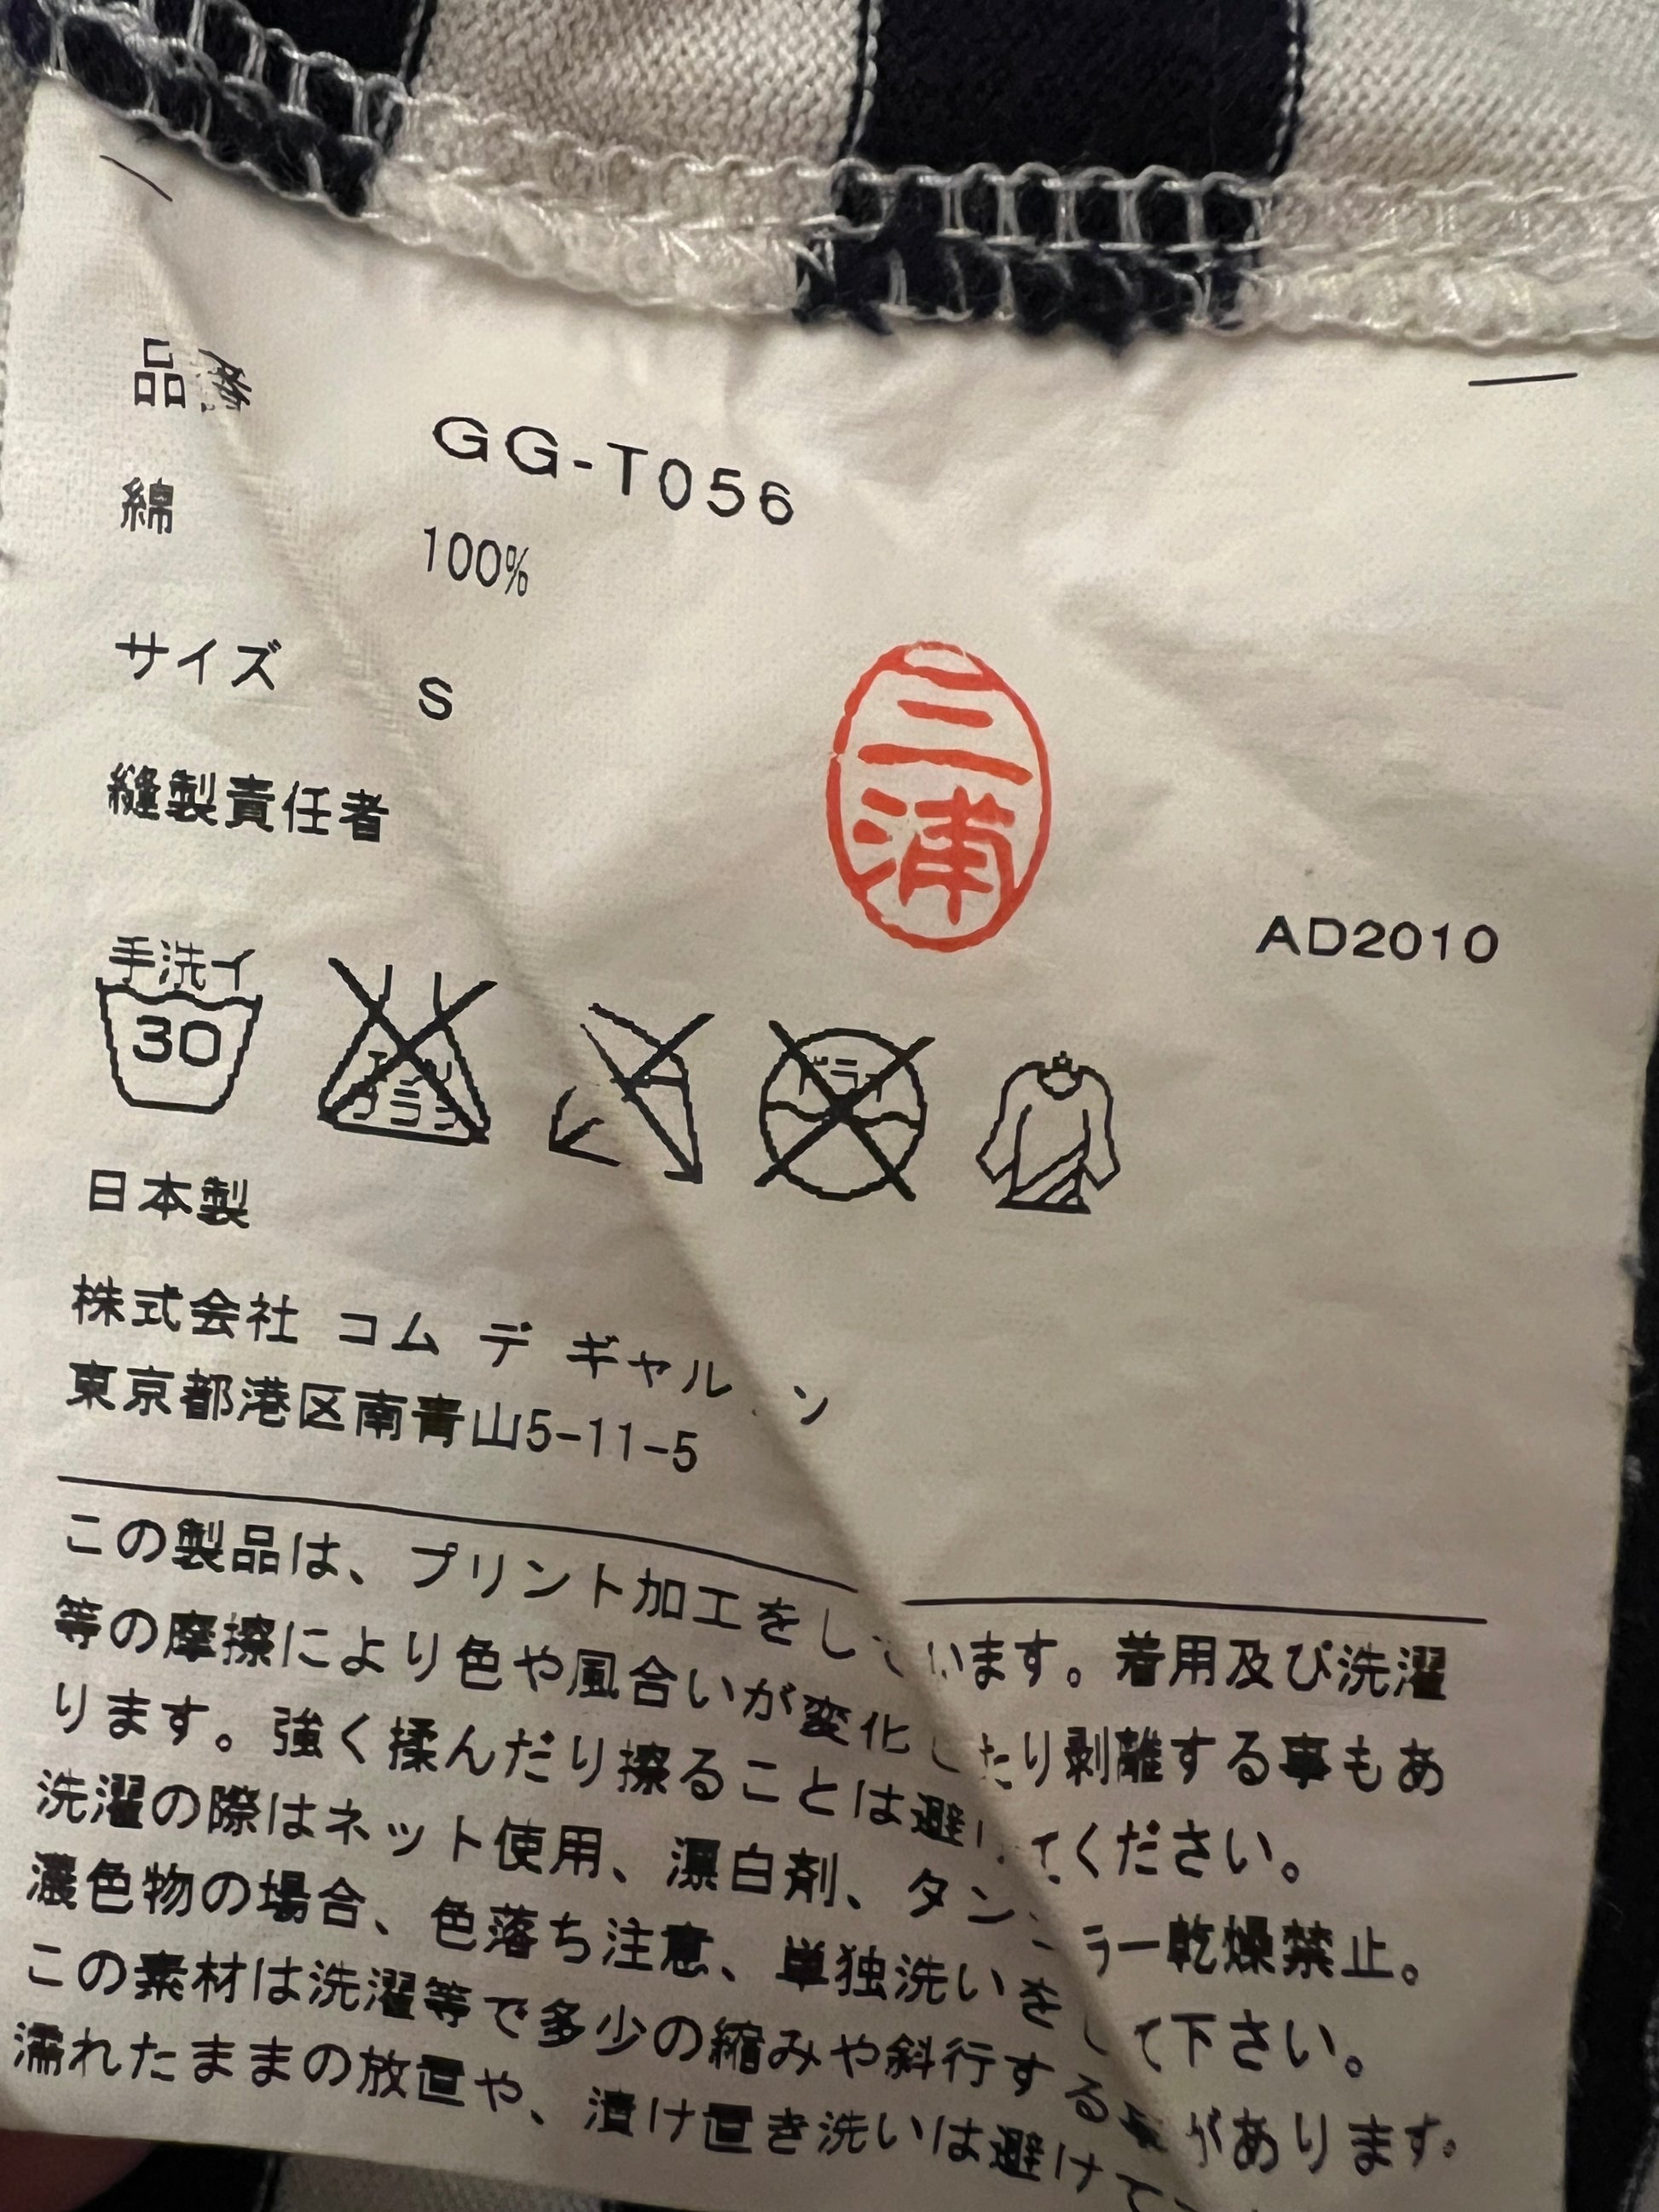 品番 GG-T056
綿 100%
サイズ S
縫製責任者 三浦
AD2010
手洗イ
30
日本製
株式会社 コム デ ギャル ン
東京都港区南青山5-11-5
この製品は、プリント加工をし います。着用及び洗濯
等の摩擦により色や風合いが変化したり剥離する事もあ
ります。強く揉んだり擦ることは避けてください。
洗濯の際はネット使用、漂白剤、タン ラー乾燥禁止。
濃色物の場合、色落ち注意、単独洗いをして下さい。
この素材は洗濯等で多少の縮みや斜行する があります。
濡れたままの放置や、漬け置き洗いは避けて